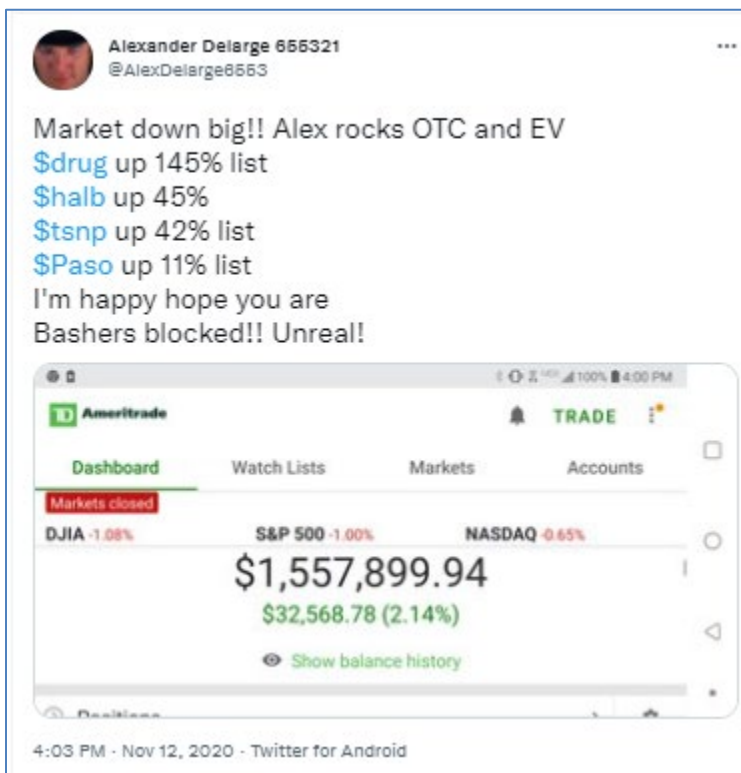 Alexander Delarge 655321
@AlexDelarge6553
Market down big!! Alex rocks OTC and EV
$drug up 145% list
$halb up 45%
$tsnp up 42% list
$Paso up 11% list
I'm happy hope you are
Bashers blocked!! Unreal!
100% 4:00 PM
TD Ameritrade
TRADE
Dashboard Watch Lists Markets Accounts
Markets closed
DJIA -1.08% S&P 500 -1.00% NASDAQ -0.65%
$1,557,899.94
$32,568.78 (2.14%)
Show balance history
Positions
4:03 PM · Nov 12, 2020 · Twitter for Android